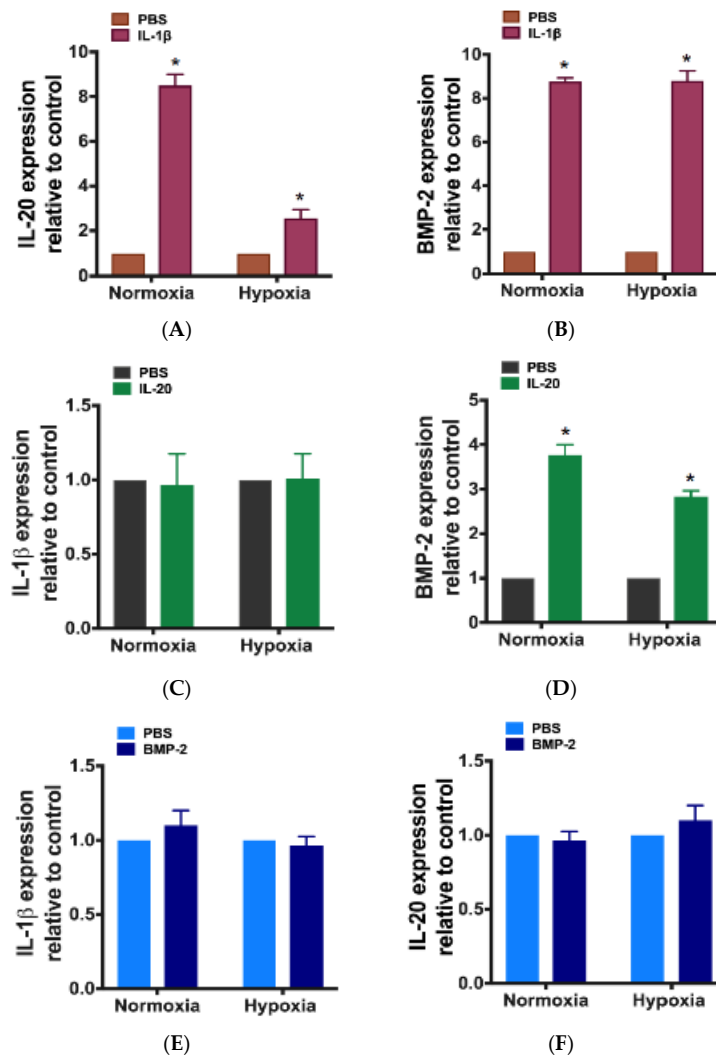 PBS
IL-1β
IL-20 expression
relative to control
10
8
6
4
2
0
*
*
Normoxia
Hypoxia
(A)
PBS
IL-1β
BMP-2 expression
relative to control
10
8
6
4
2
0
*
*
Normoxia
Hypoxia
(B)
PBS
IL-20
IL-1β expression
relative to control
1.5
1.0
0.5
0.0
Normoxia
Hypoxia
(C)
PBS
IL-20
BMP-2 expression
relative to control
5
4
3
2
1
0
*
*
Normoxia
Hypoxia
(D)
PBS
BMP-2
IL-1β expression
relative to control
1.5
1.0
0.5
0.0
Normoxia
Hypoxia
(E)
PBS
BMP-2
IL-20 expression
relative to control
1.5
1.0
0.5
0.0
Normoxia
Hypoxia
(F)